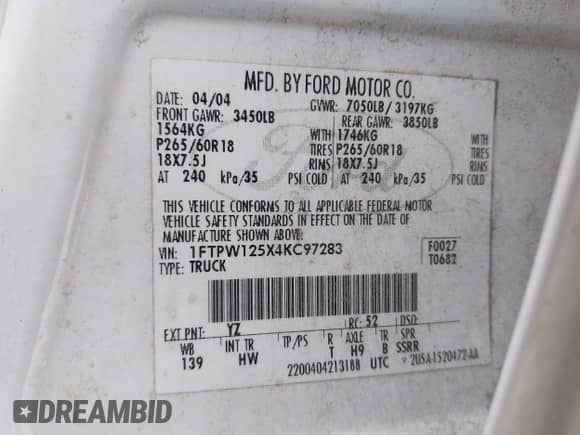 MFD. BY FORD MOTOR CO.
DATE: 04/04 GVWR: 7050LB/ 3197KG
FRONT GAWR: 3450LB REAR GAWR: 3850LB
1564KG WITH 1746KG WITH
P265/60R18 TIRES P265/60R18 TIRES
18X7.5J RIMS 18X7.5J RIMS
AT 240 kPa/35 PSI COLD AT 240 kPa/35 PSI COLD
THIS VEHICLE CONFORMS TO ALL APPLICABLE FEDERAL MOTOR
VEHICLE SAFETY STANDARDS IN EFFECT ON THE DATE OF
MANUFACTURE SHOWN ABOVE.
VIN: 1FTPW125X4KC97283 F0027
TYPE: TRUCK T0682
EXT PNT: YZ RC: 52 DSO:
WB INT TR TP/PS R AXLE TR SPR
139 HW T H9 B SSRR
2200404213188 UTC 2U5A-1520472-AA
Ford
DREAMBID